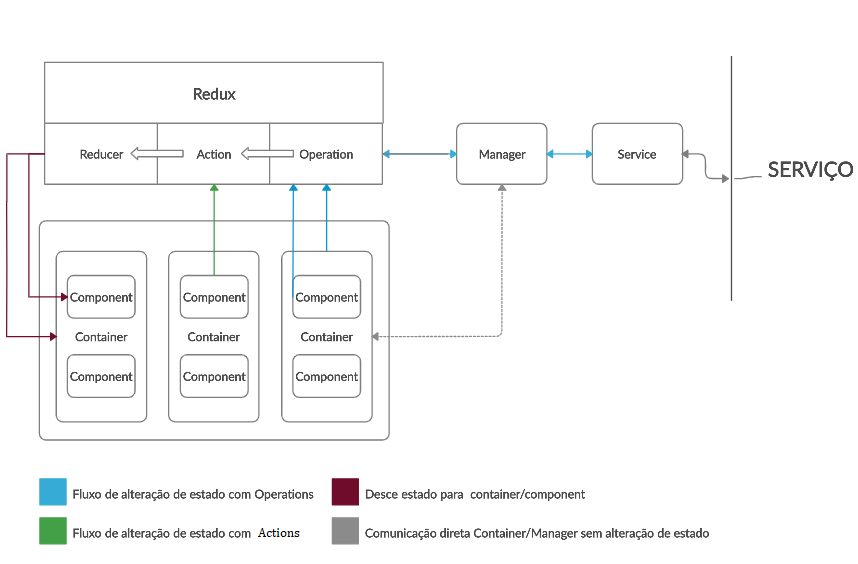 Redux
Reducer
Action
Operation
Manager
Service
SERVIÇO
Component
Component
Component
Container
Container
Container
Component
Component
Component
Fluxo de alteração de estado com Operations
Desce estado para container/component
Fluxo de alteração de estado com Actions
Comunicação direta Container/Manager sem alteração de estado